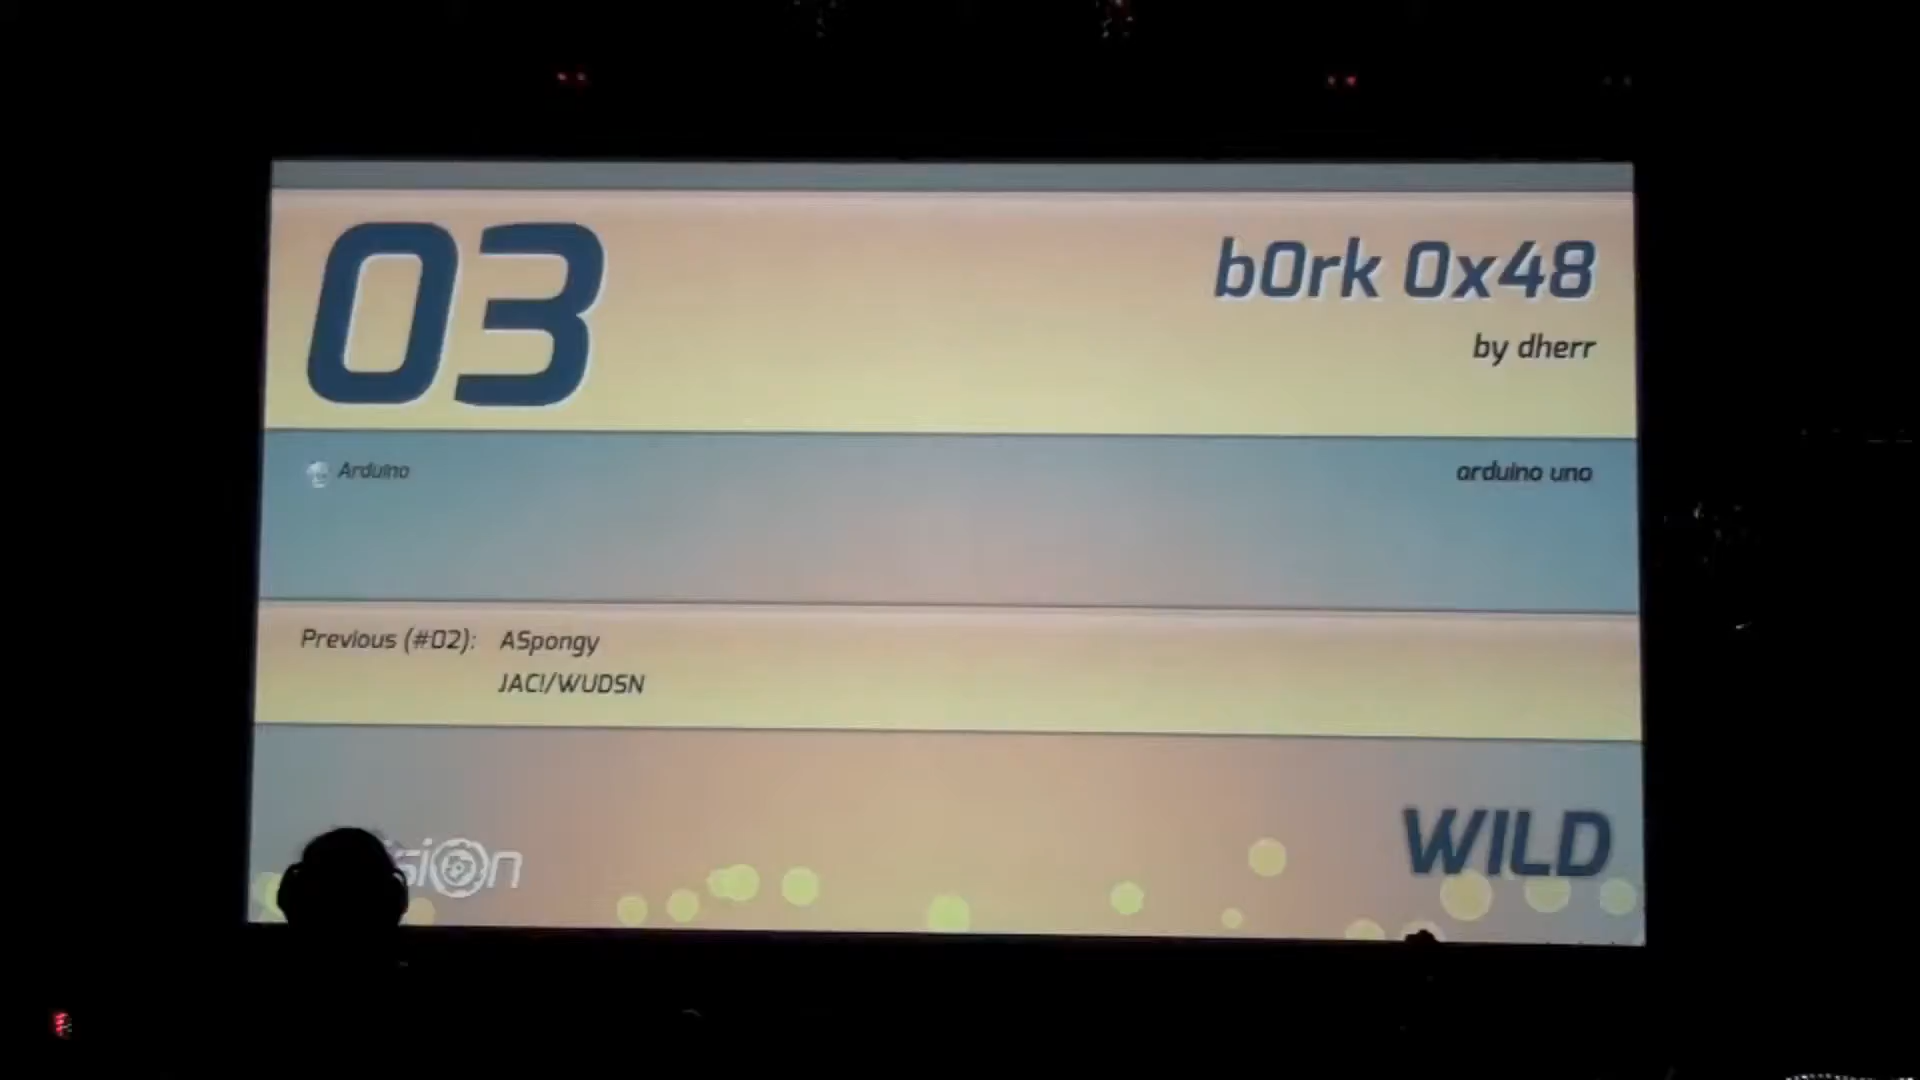 03
b0rk 0x48
by dherr
Arduino
arduino uno
Previous (#02): ASpongy
JAC!/WUDSN
WILD